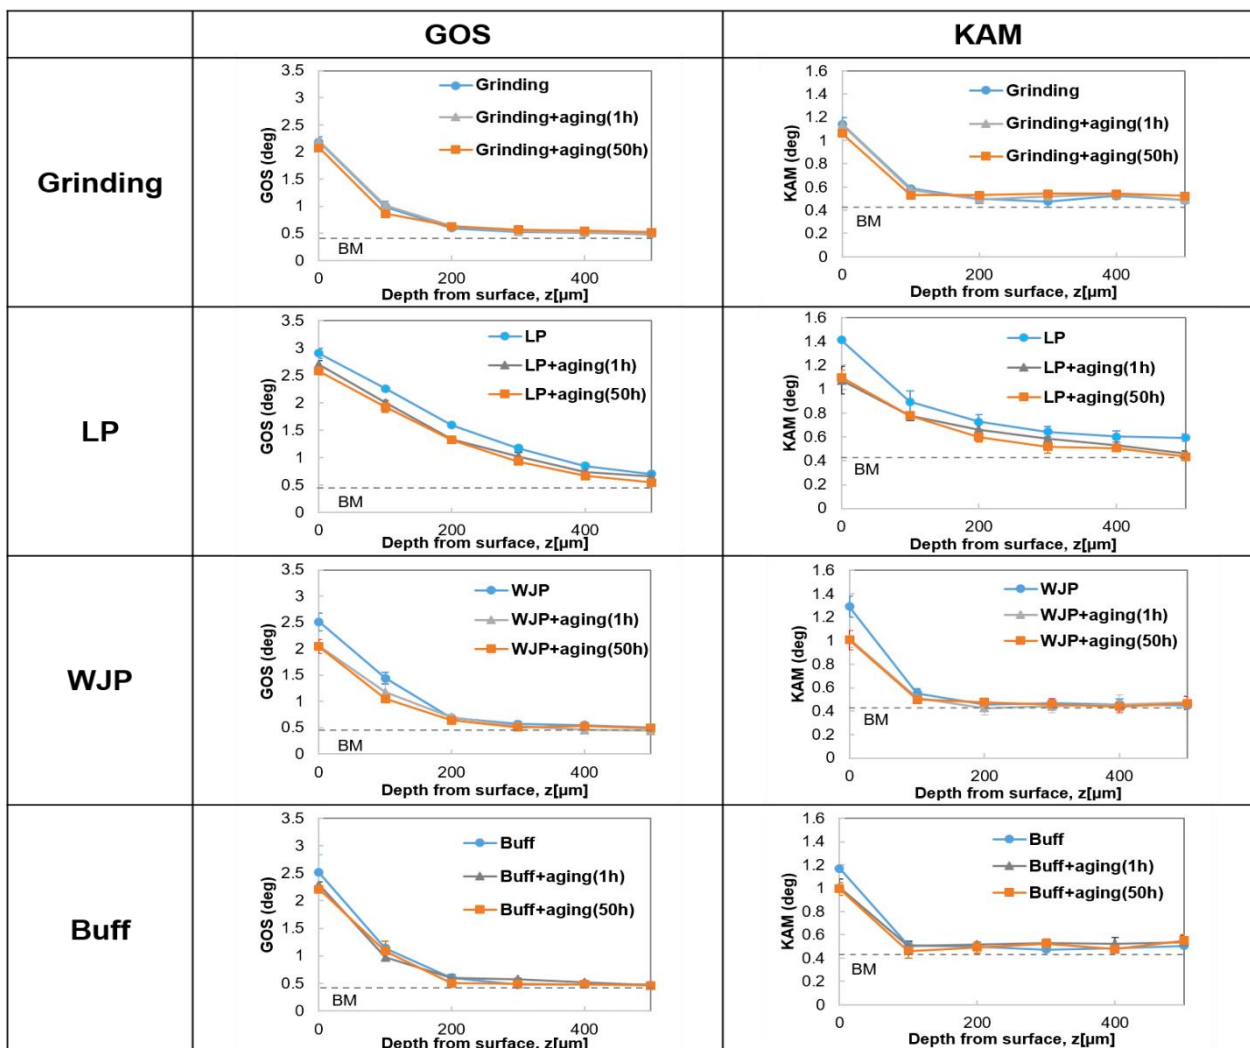 GOS
KAM
Grinding
3.5
3
2.5
2
1.5
1
0.5
0
GOS (deg)
Grinding
Grinding+aging(1h)
Grinding+aging(50h)
BM
0
200
400
Depth from surface, z[µm]
1.6
1.4
1.2
1
0.8
0.6
0.4
0.2
0
KAM (deg)
Grinding
Grinding+aging(1h)
Grinding+aging(50h)
BM
0
200
400
Depth from surface, z[µm]
LP
3.5
3
2.5
2
1.5
1
0.5
0
GOS (deg)
LP
LP+aging(1h)
LP+aging(50h)
BM
0
200
400
Depth from surface, z[µm]
1.6
1.4
1.2
1
0.8
0.6
0.4
0.2
0
KAM (deg)
LP
LP+aging(1h)
LP+aging(50h)
BM
0
200
400
Depth from surface, z[µm]
WJP
3.5
3
2.5
2
1.5
1
0.5
0
GOS (deg)
WJP
WJP+aging(1h)
WJP+aging(50h)
BM
0
200
400
Depth from surface, z[µm]
1.6
1.4
1.2
1
0.8
0.6
0.4
0.2
0
KAM (deg)
WJP
WJP+aging(1h)
WJP+aging(50h)
BM
0
200
400
Depth from surface, z[µm]
Buff
3.5
3
2.5
2
1.5
1
0.5
0
GOS (deg)
Buff
Buff+aging(1h)
Buff+aging(50h)
BM
0
200
400
Depth from surface, z[µm]
1.6
1.4
1.2
1
0.8
0.6
0.4
0.2
0
KAM (deg)
Buff
Buff+aging(1h)
Buff+aging(50h)
BM
0
200
400
Depth from surface, z[µm]